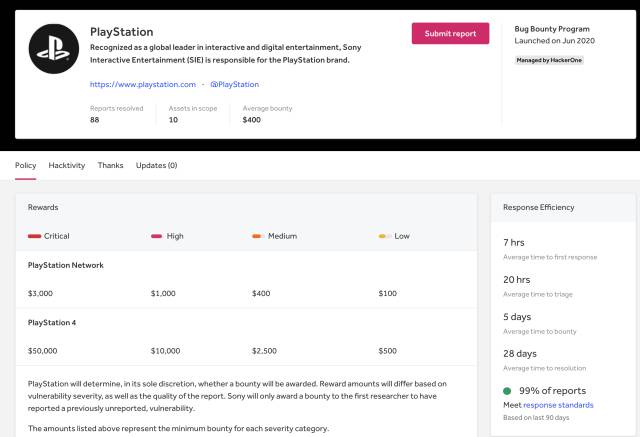 PlayStation
Recognized as a global leader in interactive and digital entertainment, Sony
Interactive Entertainment (SIE) is responsible for the PlayStation brand.
https://www.playstation.com · @PlayStation
Reports resolved Assets in scope Average bounty
88 10 $400
Submit report
Bug Bounty Program
Launched on Jun 2020
Managed by HackerOne
Policy Hacktivity Thanks Updates (0)
Rewards
Critical High Medium Low
PlayStation Network
$3,000 $1,000 $400 $100
PlayStation 4
$50,000 $10,000 $2,500 $500
PlayStation will determine, in its sole discretion, whether a bounty will be awarded. Reward amounts will differ based on
vulnerability severity, as well as the quality of the report. Sony will only award a bounty to the first researcher to have
reported a previously unreported, vulnerability.
The amounts listed above represent the minimum bounty for each severity category.
Response Efficiency
7 hrs
Average time to first response
20 hrs
Average time to triage
5 days
Average time to bounty
28 days
Average time to resolution
99% of reports
Meet response standards
Based on last 90 days